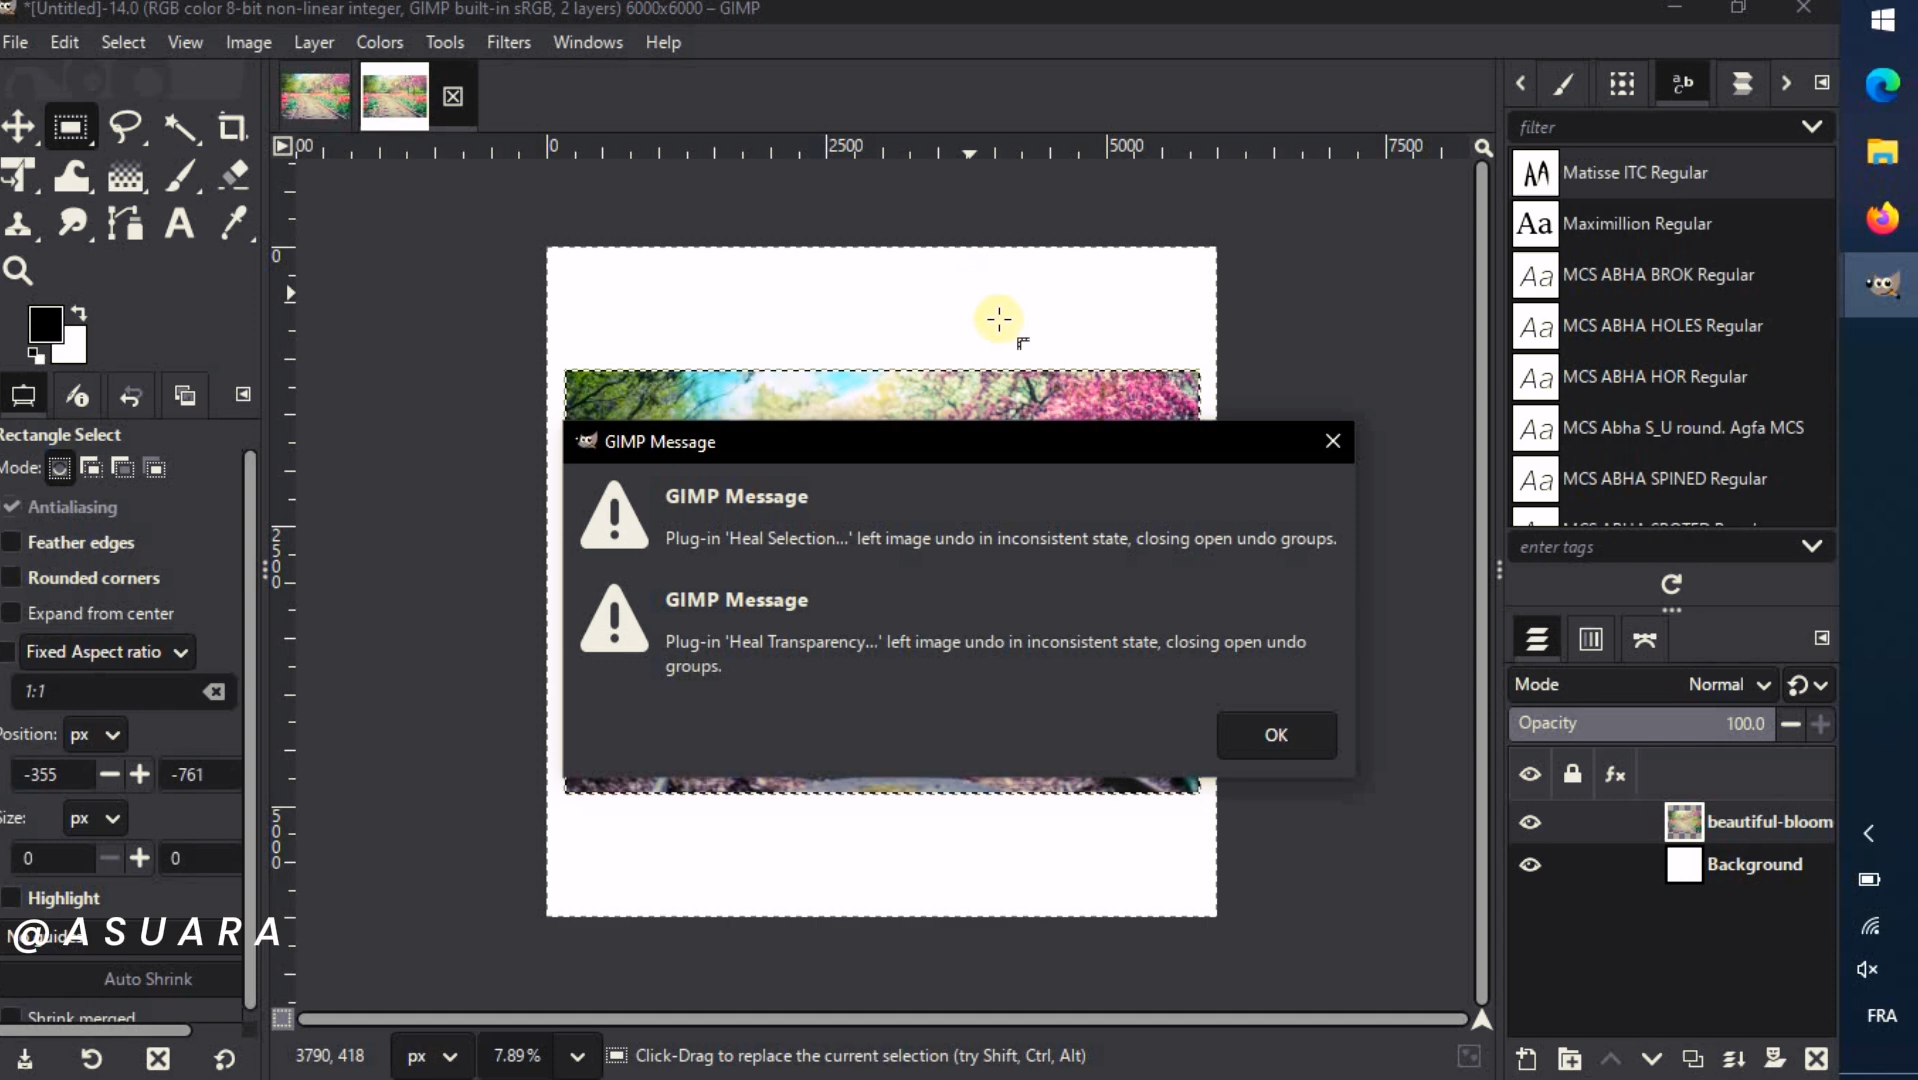 *[Untitled]-14.0 (RGB color 8-bit non-linear integer, GIMP built-in sRGB, 2 layers) 6000x6000 – GIMP
File Edit Select View Image Layer Colors Tools Filters Windows Help
00 0 2500 5000 7500
0
2500
5000
Rectangle Select
Mode:
Antialiasing
Feather edges
Rounded corners
Expand from center
Fixed Aspect ratio
1:1
Position: px
-355 -761
Size: px
0 0
Highlight
No guides
@ASUARA
Auto Shrink
Shrink merged
GIMP Message
GIMP Message
Plug-in 'Heal Selection...' left image undo in inconsistent state, closing open undo groups.
GIMP Message
Plug-in 'Heal Transparency...' left image undo in inconsistent state, closing open undo
groups.
OK
3790, 418 px 7.89% Click-Drag to replace the current selection (try Shift, Ctrl, Alt)
filter
AA Matisse ITC Regular
Aa Maximillion Regular
Aa MCS ABHA BROK Regular
Aa MCS ABHA HOLES Regular
Aa MCS ABHA HOR Regular
Aa MCS Abha S_U round. Agfa MCS
Aa MCS ABHA SPINED Regular
enter tags
Mode Normal
Opacity 100.0
fx
beautiful-bloom
Background
FRA